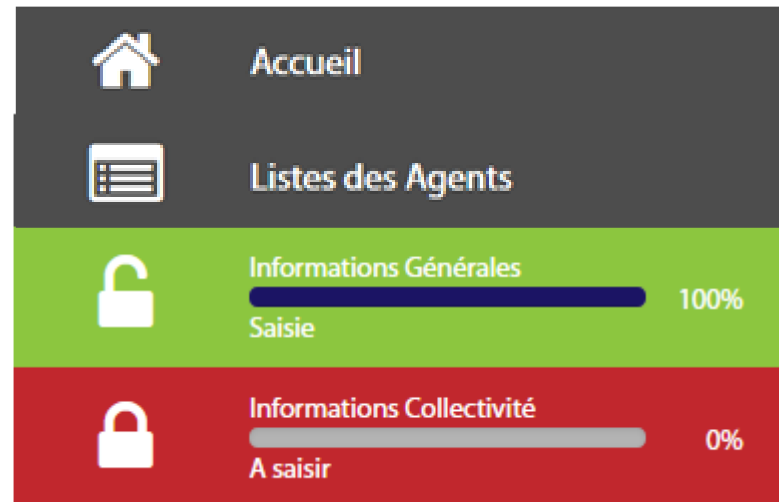 Accueil
Listes des Agents
Informations Générales
100%
Saisie
Informations Collectivité
0%
A saisir